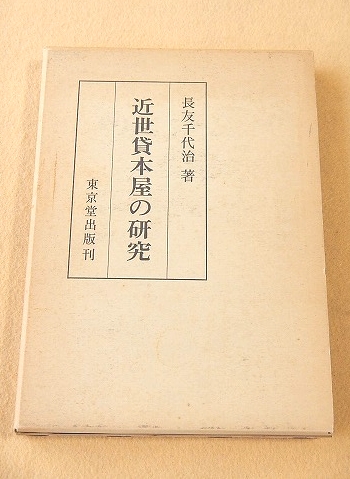 長友千代治 著
近世貸本屋の研究
東京堂出版刊